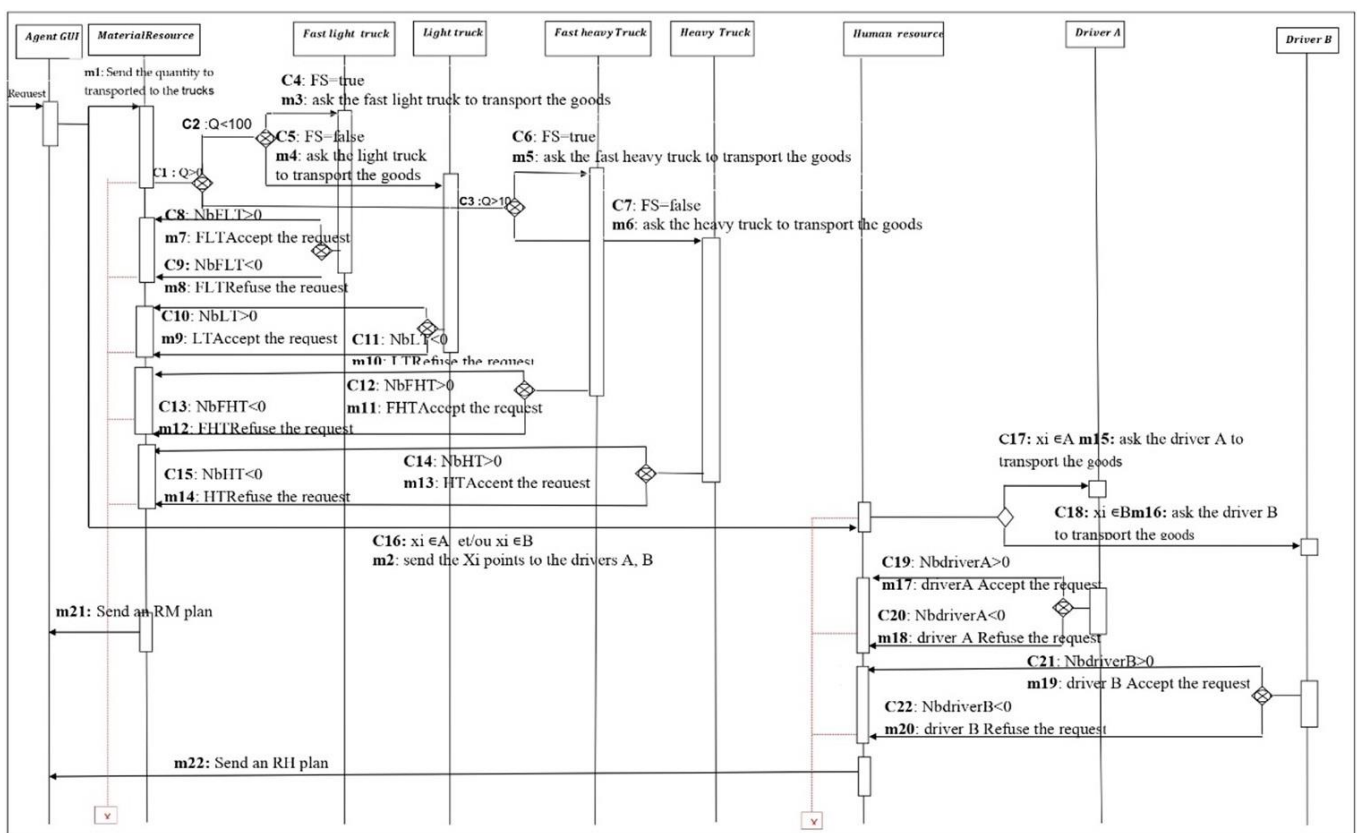 Agent GUI
MaterialResource
Fast light truck
Light truck
Fast heavyTruck
Heavy Truck
Human resource
Driver A
Driver B
Request
m1: Send the quantity to
transported to the trucks
C4: FS=true
m3: ask the fast light truck to transport the goods
C2 :Q<100
C5: FS=false
m4: ask the light truck
to transport the goods
C6: FS=true
m5: ask the fast heavy truck to transport the goods
C1 : Q>0
C3 :Q>10
C7: FS=false
m6: ask the heavy truck to transport the goods
C8: NbFLT>0
m7: FLTAccept the request
C9: NbFLT<0
m8: FLTRefuse the request
C10: NbLT>0
m9: LTAccept the request
C11: NbLT<0
m10: LTRefuse the request
C12: NbFHT>0
m11: FHTAccept the request
C13: NbFHT<0
m12: FHTRefuse the request
C14: NbHT>0
m13: HTAccept the request
C15: NbHT<0
m14: HTRefuse the request
C17: xi ∈A m15: ask the driver A to
transport the goods
C18: xi ∈Bm16: ask the driver B
to transport the goods
C16: xi ∈A et/ou xi ∈B
m2: send the Xi points to the drivers A, B
C19: NbdriverA>0
m17: driverA Accept the request
C20: NbdriverA<0
m18: driver A Refuse the request
m21: Send an RM plan
C21: NbdriverB>0
m19: driver B Accept the request
C22: NbdriverB<0
m20: driver B Refuse the request
m22: Send an RH plan
X
X